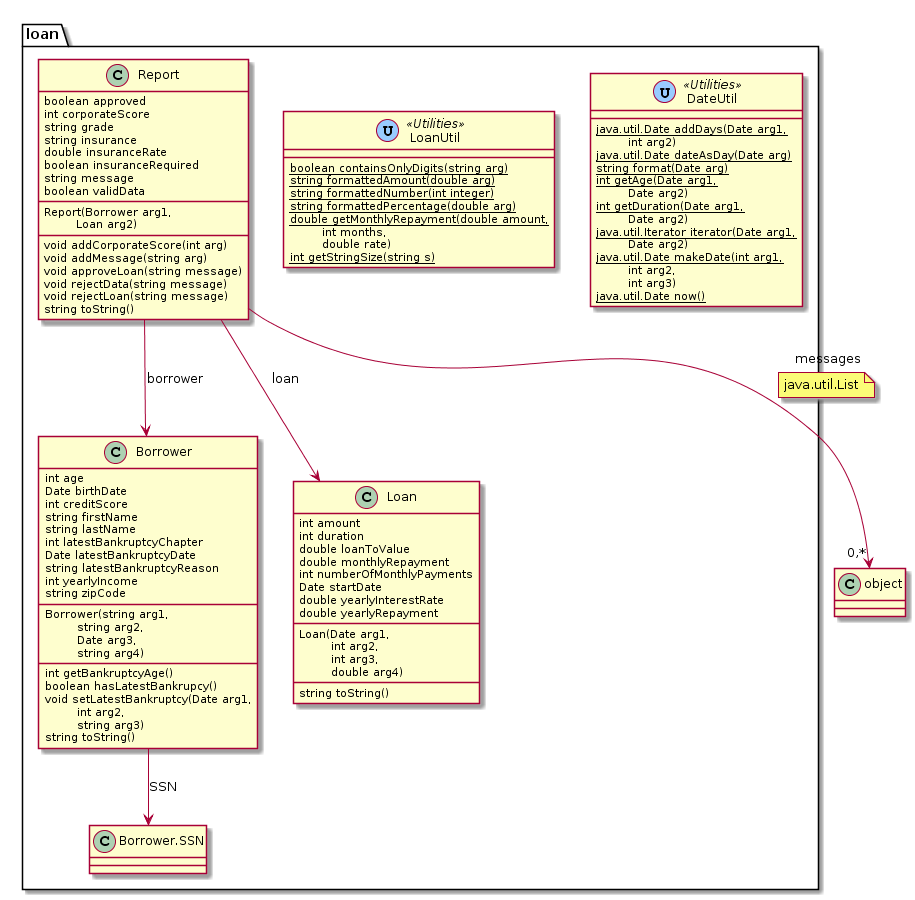 loan
C Report
boolean approved
int corporateScore
string grade
string insurance
double insuranceRate
boolean insuranceRequired
string message
boolean validData
Report(Borrower arg1,
Loan arg2)
void addCorporateScore(int arg)
void addMessage(string arg)
void approveLoan(string message)
void rejectData(string message)
void rejectLoan(string message)
string toString()
U «Utilities»
LoanUtil
boolean containsOnlyDigits(string arg)
string formattedAmount(double arg)
string formattedNumber(int integer)
string formattedPercentage(double arg)
double getMonthlyRepayment(double amount,
int months,
double rate)
int getStringSize(string s)
U «Utilities»
DateUtil
java.util.Date addDays(Date arg1,
int arg2)
java.util.Date dateAsDay(Date arg)
string format(Date arg)
int getAge(Date arg1,
Date arg2)
int getDuration(Date arg1,
Date arg2)
java.util.Iterator iterator(Date arg1,
Date arg2)
java.util.Date makeDate(int arg1,
int arg2,
int arg3)
java.util.Date now()
borrower
loan
messages
java.util.List
0,*
C Borrower
int age
Date birthDate
int creditScore
string firstName
string lastName
int latestBankruptcyChapter
Date latestBankruptcyDate
string latestBankruptcyReason
int yearlyIncome
string zipCode
Borrower(string arg1,
string arg2,
Date arg3,
string arg4)
int getBankruptcyAge()
boolean hasLatestBankrupcy()
void setLatestBankruptcy(Date arg1,
int arg2,
string arg3)
string toString()
C Loan
int amount
int duration
double loanToValue
double monthlyRepayment
int numberOfMonthlyPayments
Date startDate
double yearlyInterestRate
double yearlyRepayment
Loan(Date arg1,
int arg2,
int arg3,
double arg4)
string toString()
C object
SSN
C Borrower.SSN